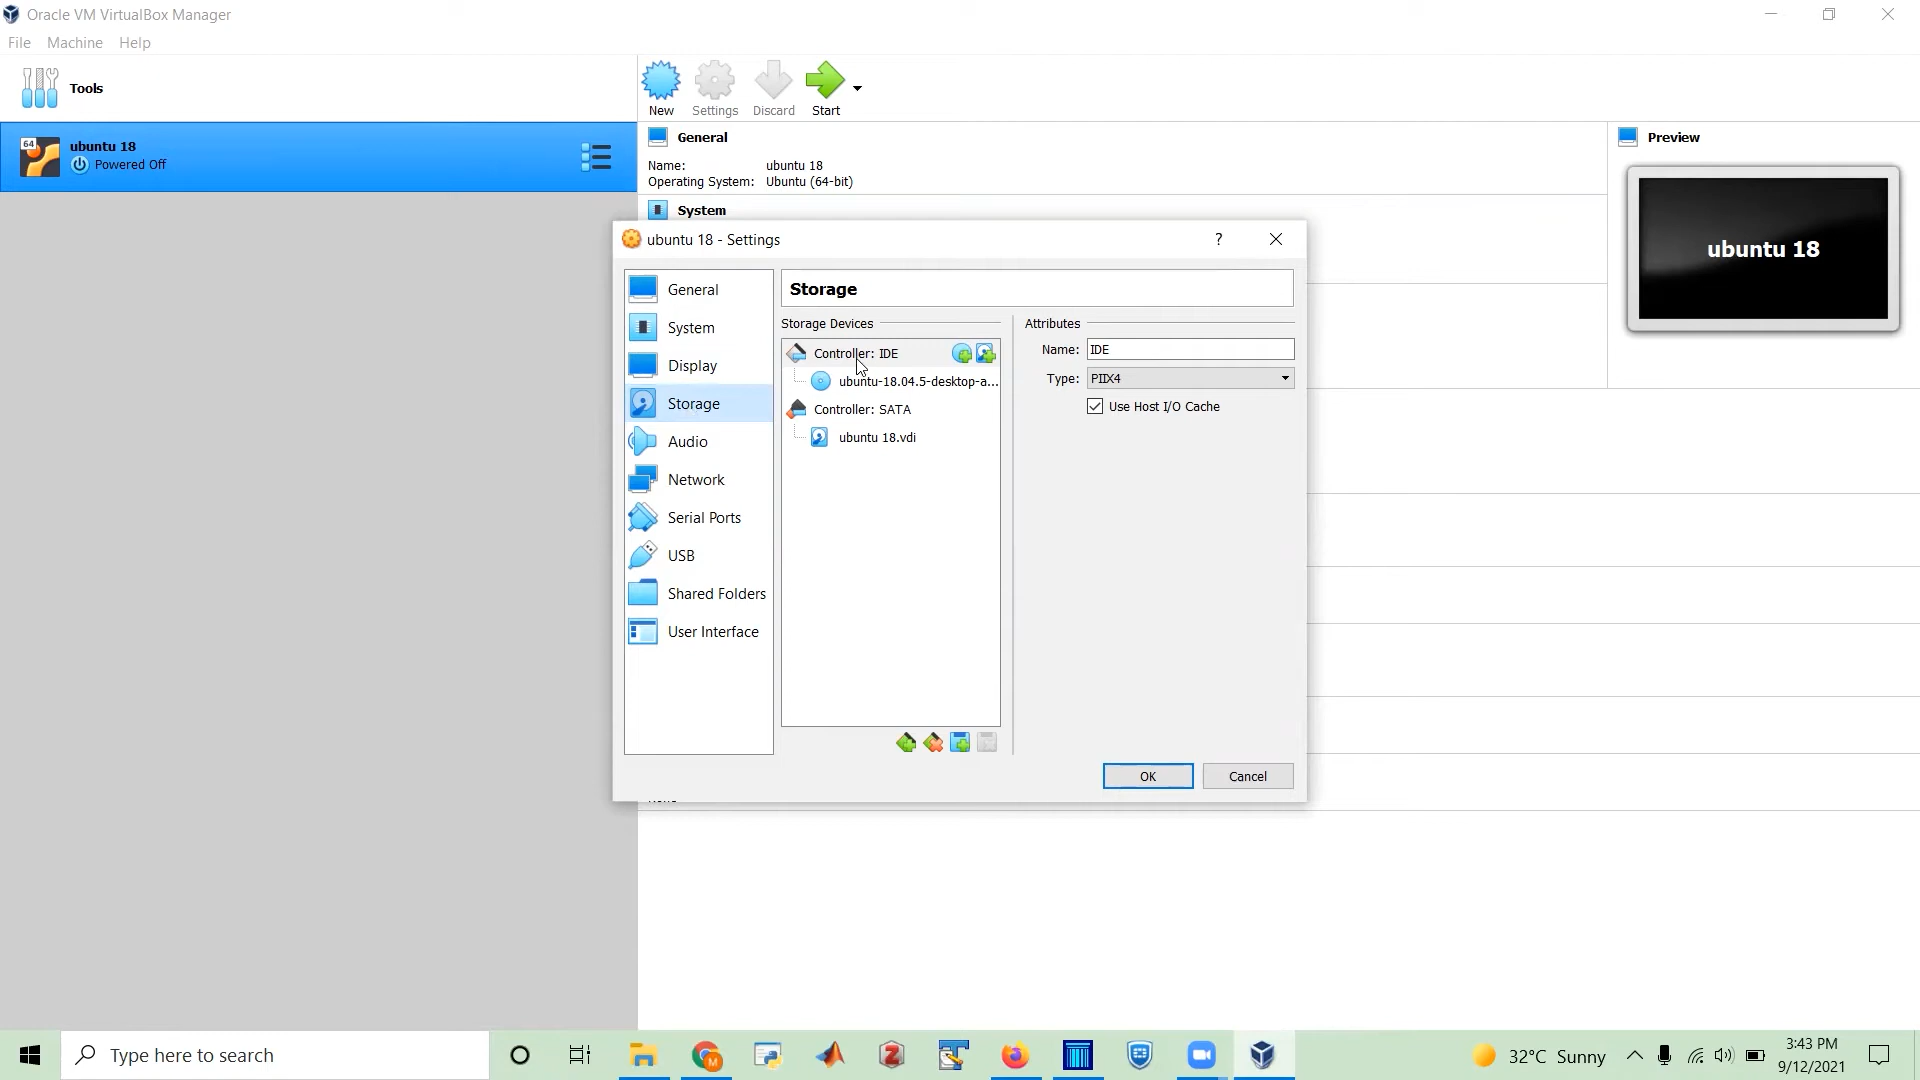 Oracle VM VirtualBox Manager
File Machine Help
Tools
New Settings Discard Start
64
ubuntu 18
Powered Off
General
Name: ubuntu 18
Operating System: Ubuntu (64-bit)
System
Preview
ubuntu 18
ubuntu 18 - Settings
?
General
System
Display
Storage
Audio
Network
Serial Ports
USB
Shared Folders
User Interface
Storage
Storage Devices
Controller: IDE
ubuntu-18.04.5-desktop-a...
Controller: SATA
ubuntu 18.vdi
Attributes
Name: IDE
Type: PIIX4
Use Host I/O Cache
OK Cancel
Type here to search
M
32°C Sunny
3:43 PM
9/12/2021